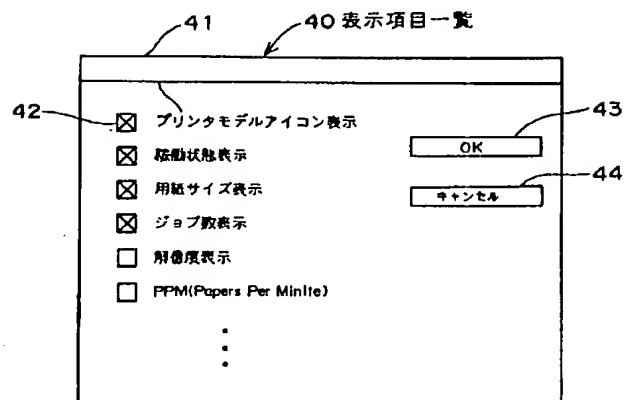 41
40 表示項目一覧
42
プリンタモデルアイコン表示
43
OK
稼働状態表示
44
用紙サイズ表示
キャンセル
ジョブ数表示
解像度表示
PPM(Papers Per Minite)